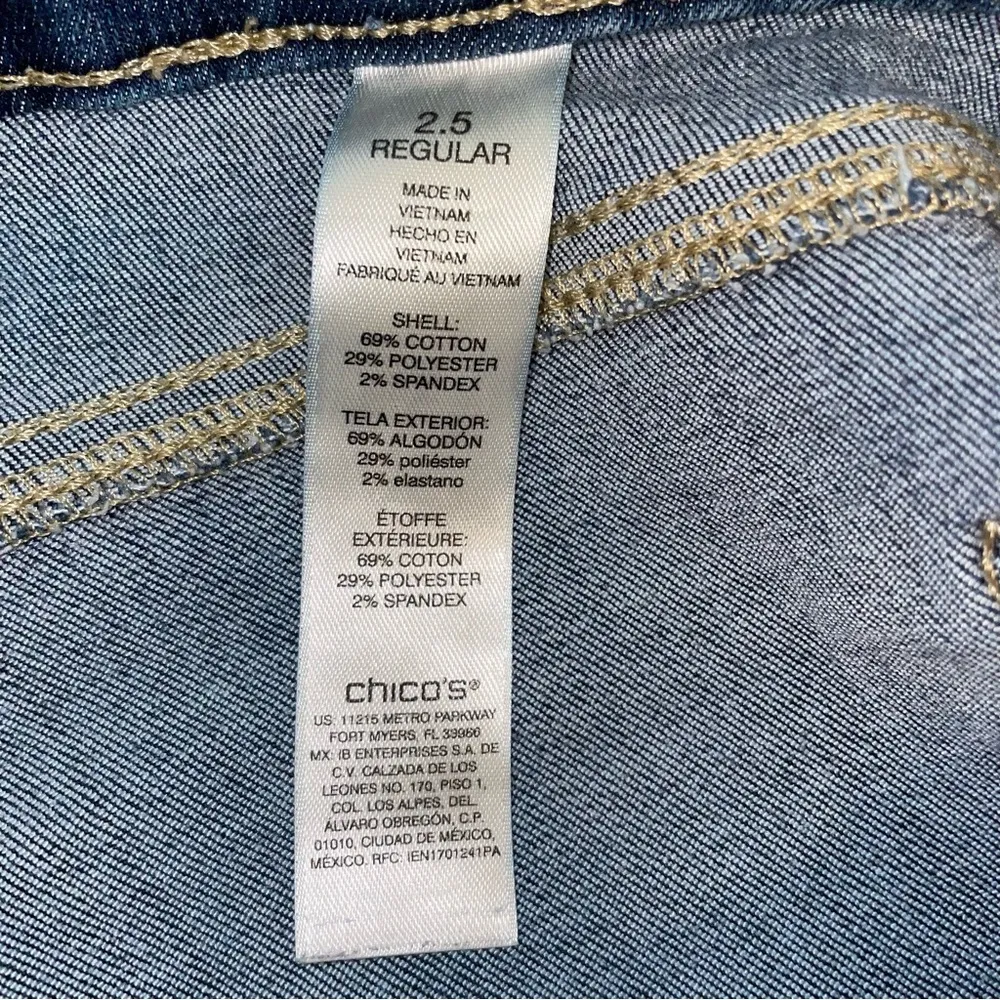 2.5
REGULAR
MADE IN
VIETNAM
HECHO EN
VIETNAM
FABRIQUÉ AU VIETNAM
SHELL:
69% COTTON
29% POLYESTER
2% SPANDEX
TELA EXTERIOR:
69% ALGODÓN
29% poliéster
2% elastano
ÉTOFFE
EXTÉRIEURE:
69% COTON
29% POLYESTER
2% SPANDEX
chico's®
US: 11215 METRO PARKWAY
FORT MYERS, FL 33966
MX: IB ENTERPRISES S.A. DE
C.V. CALZADA DE LOS
LEONES NO. 170, PISO 1,
COL. LOS ALPES, DEL.
ÁLVARO OBREGÓN, C.P.
01010, CIUDAD DE MÉXICO,
MÉXICO. RFC: IEN1701241PA